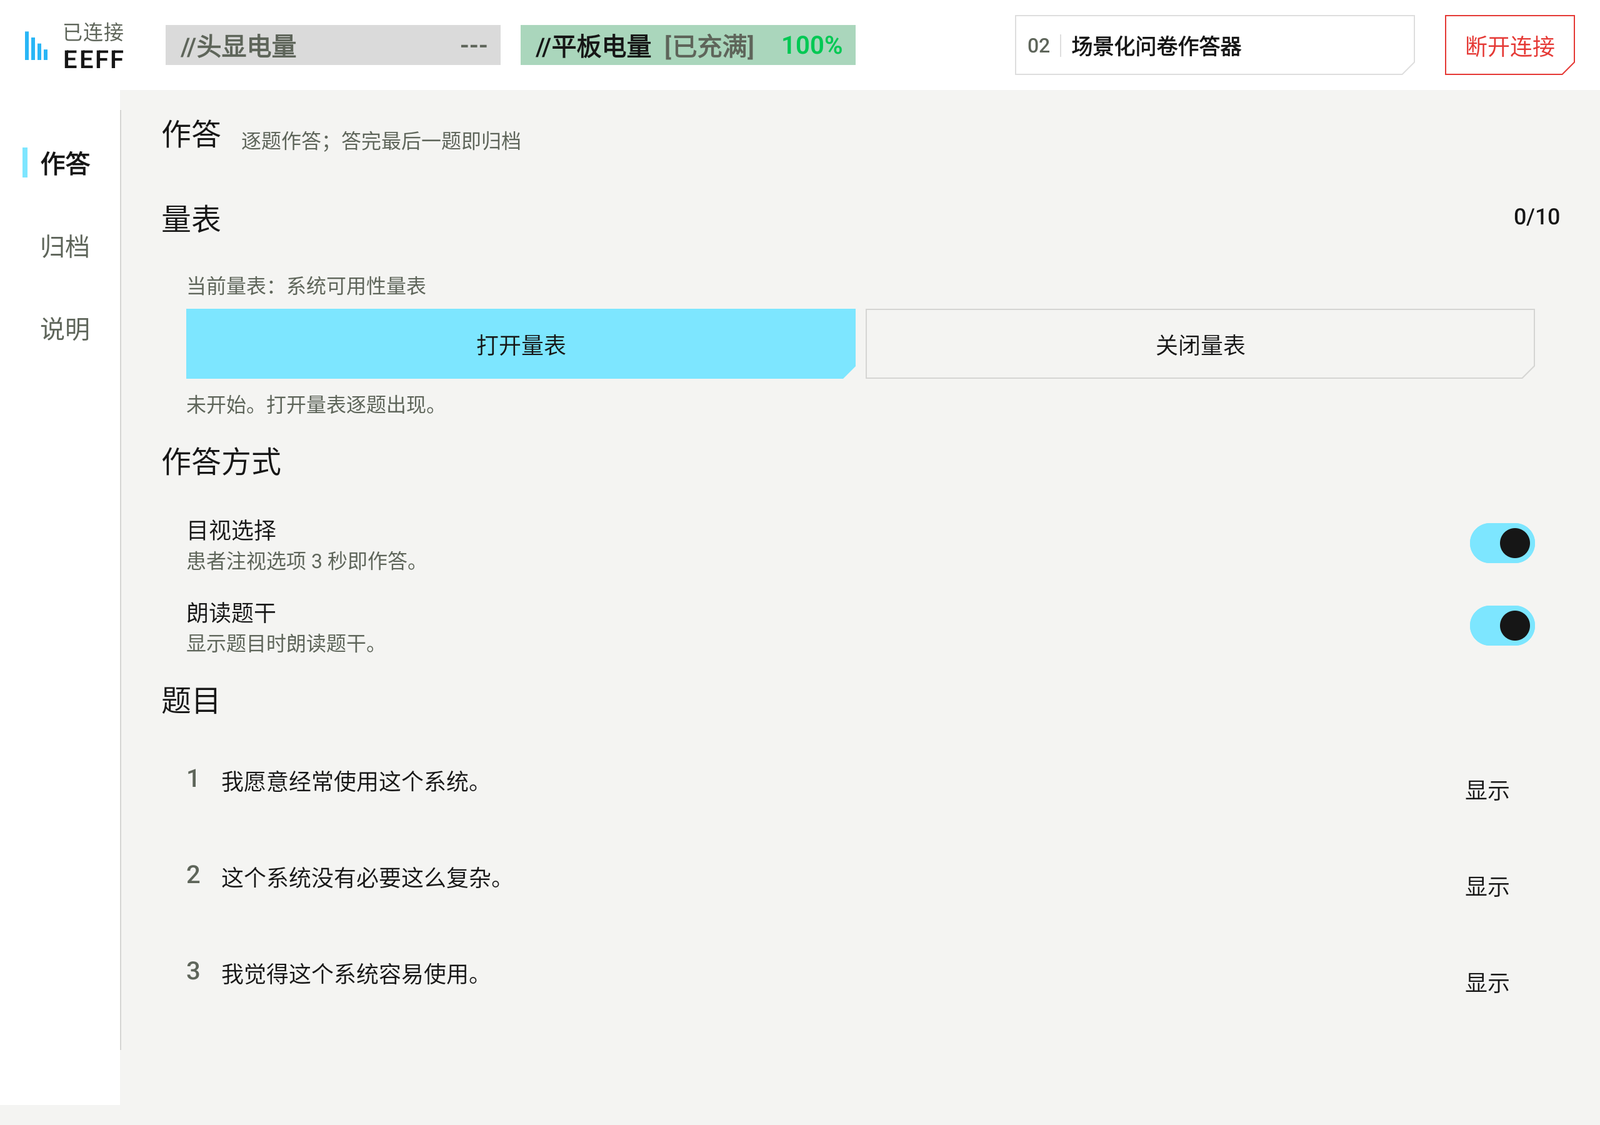 已连接
EEFF
//头显电量 ---
//平板电量 [已充满] 100%
02 场景化问卷作答器
断开连接
作答
归档
说明
作答 逐题作答；答完最后一题即归档
量表 0/10
当前量表：系统可用性量表
打开量表 关闭量表
未开始。打开量表逐题出现。
作答方式
目视选择
患者注视选项 3 秒即作答。
朗读题干
显示题目时朗读题干。
题目
1 我愿意经常使用这个系统。 显示
2 这个系统没有必要这么复杂。 显示
3 我觉得这个系统容易使用。 显示